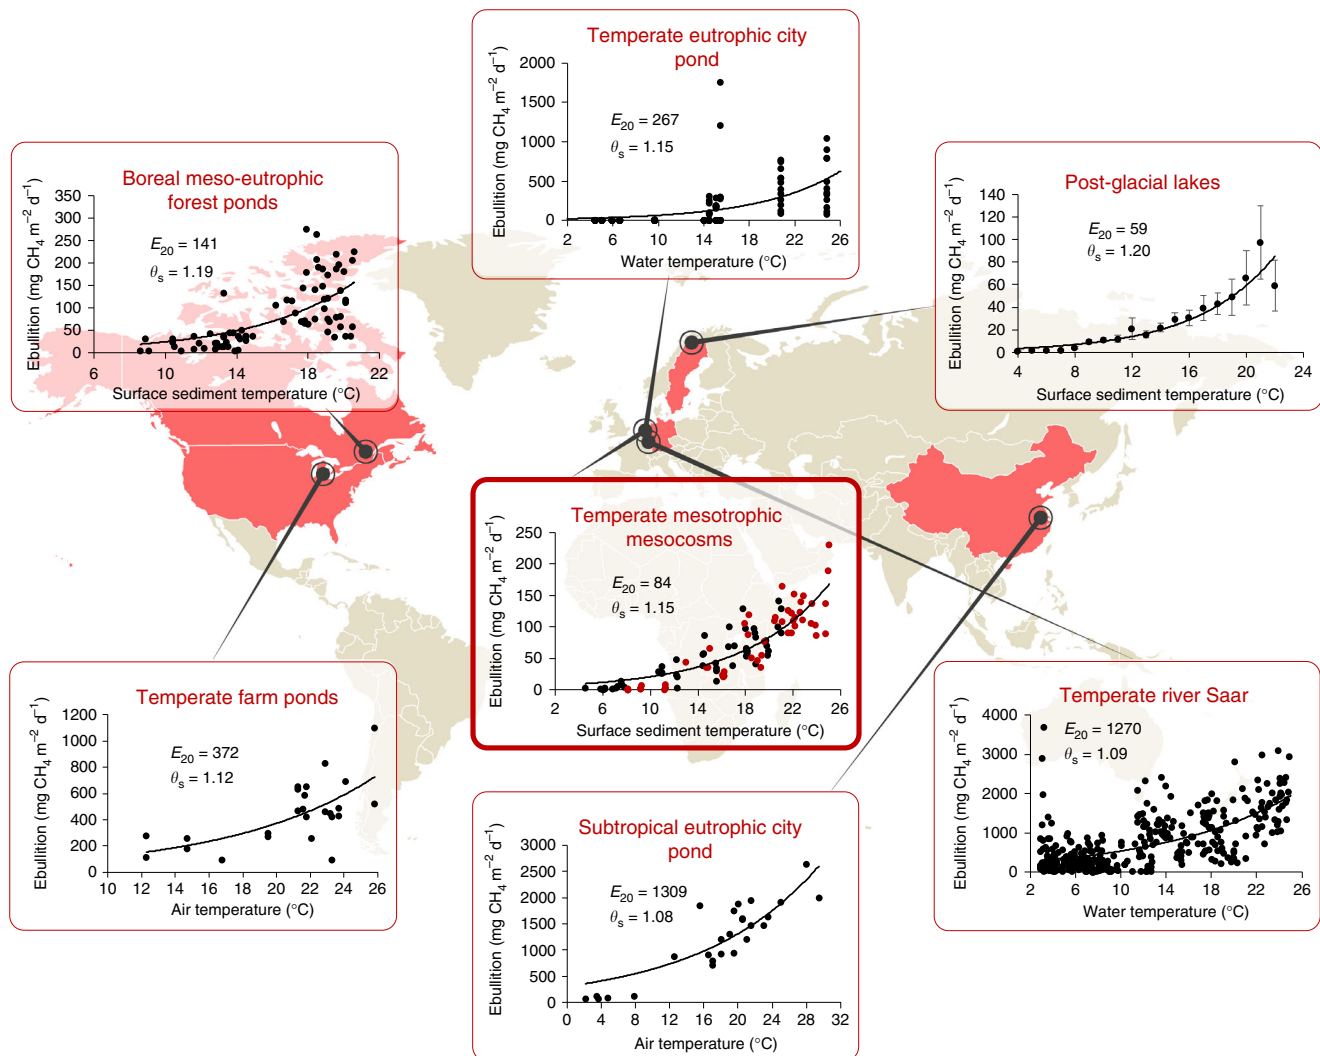 Temperate eutrophic city
pond
Ebullition (mg CH₄ m⁻² d⁻¹)
2000
1500
1000
500
0
E₂₀ = 267
θₛ = 1.15
2 6 10 14 18 22 26
Water temperature (°C)
Boreal meso-eutrophic
forest ponds
Ebullition (mg CH₄ m⁻² d⁻¹)
350
300
250
200
150
100
50
0
E₂₀ = 141
θₛ = 1.19
6 10 14 18 22
Surface sediment temperature (°C)
Post-glacial lakes
Ebullition (mg CH₄ m⁻² d⁻¹)
140
120
100
80
60
40
20
0
E₂₀ = 59
θₛ = 1.20
4 8 12 16 20 24
Surface sediment temperature (°C)
Temperate mesotrophic
mesocosms
Ebullition (mg CH₄ m⁻² d⁻¹)
250
200
150
100
50
0
E₂₀ = 84
θₛ = 1.15
2 6 10 14 18 22 26
Surface sediment temperature (°C)
Temperate farm ponds
Ebullition (mg CH₄ m⁻² d⁻¹)
1200
1000
800
600
400
200
0
E₂₀ = 372
θₛ = 1.12
10 12 14 16 18 20 22 24 26
Air temperature (°C)
Subtropical eutrophic city
pond
Ebullition (mg CH₄ m⁻² d⁻¹)
3000
2500
2000
1500
1000
500
0
E₂₀ = 1309
θₛ = 1.08
0 4 8 12 16 20 24 28 32
Air temperature (°C)
Temperate river Saar
Ebullition (mg CH₄ m⁻² d⁻¹)
4000
3000
2000
1000
0
E₂₀ = 1270
θₛ = 1.09
2 6 10 14 18 22 26
Water temperature (°C)